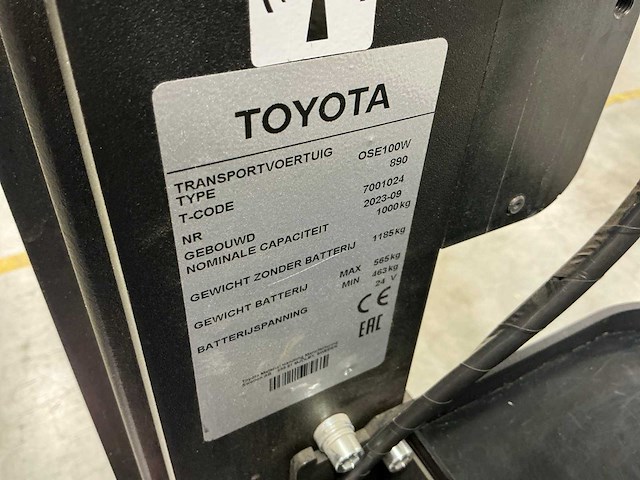 TOYOTA
TRANSPORTVOERTUIG
TYPE OSE100W
T-CODE 890
NR 7001024
GEBOUWD 2023-09
NOMINALE CAPACITEIT 1000kg
GEWICHT ZONDER BATTERIJ 1185kg
GEWICHT BATTERIJ MAX 565kg
MIN 463kg
BATTERIJSPANNING 24 V
CE
EAC